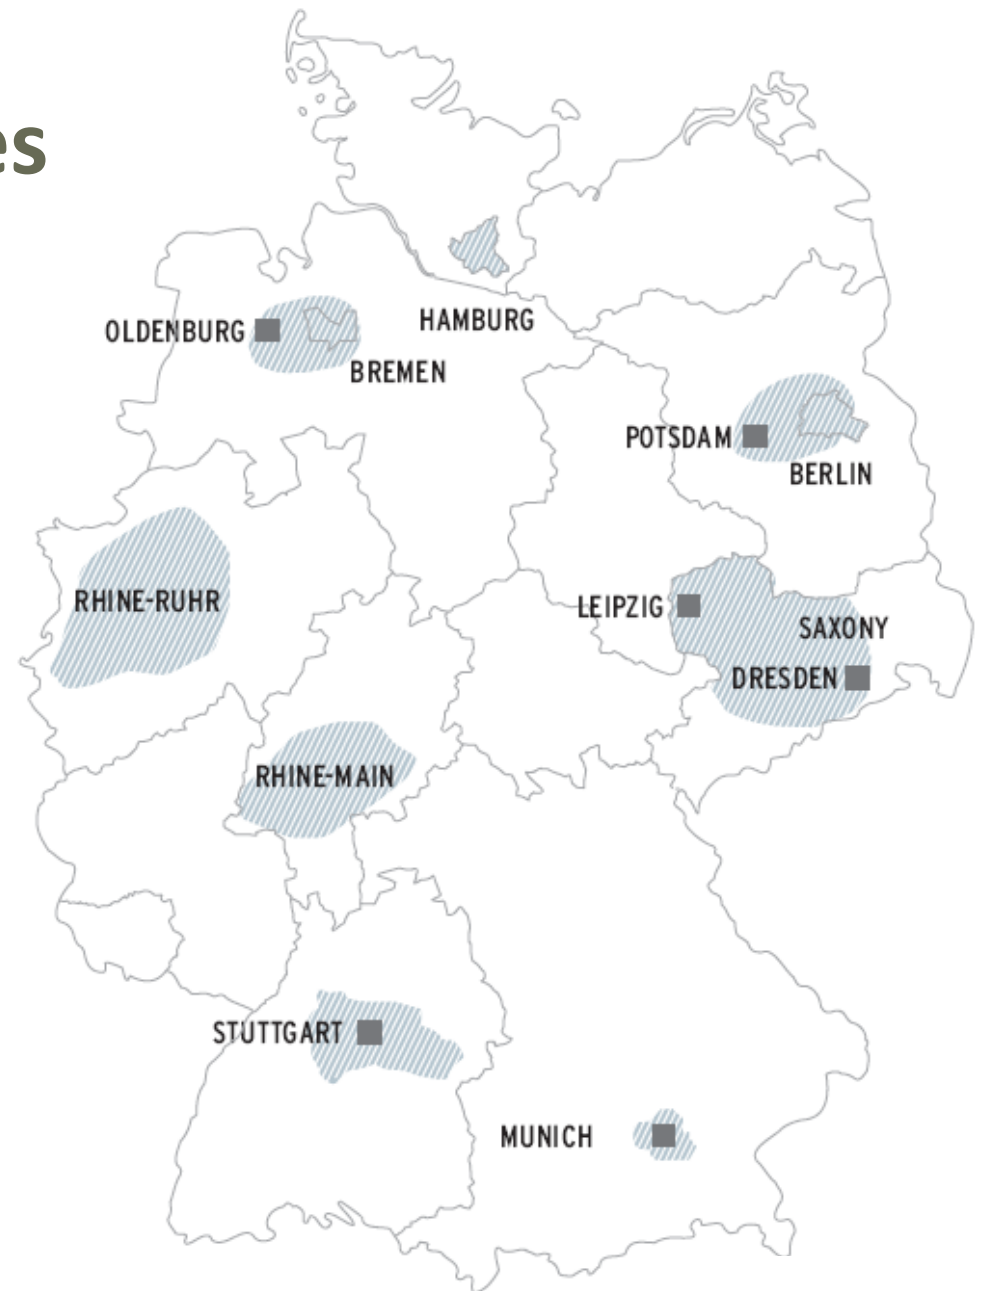 es
HAMBURG
OLDENBURG
BREMEN
POTSDAM
BERLIN
RHINE-RUHR
LEIPZIG
SAXONY
DRESDEN
RHINE-MAIN
STUTTGART
MUNICH